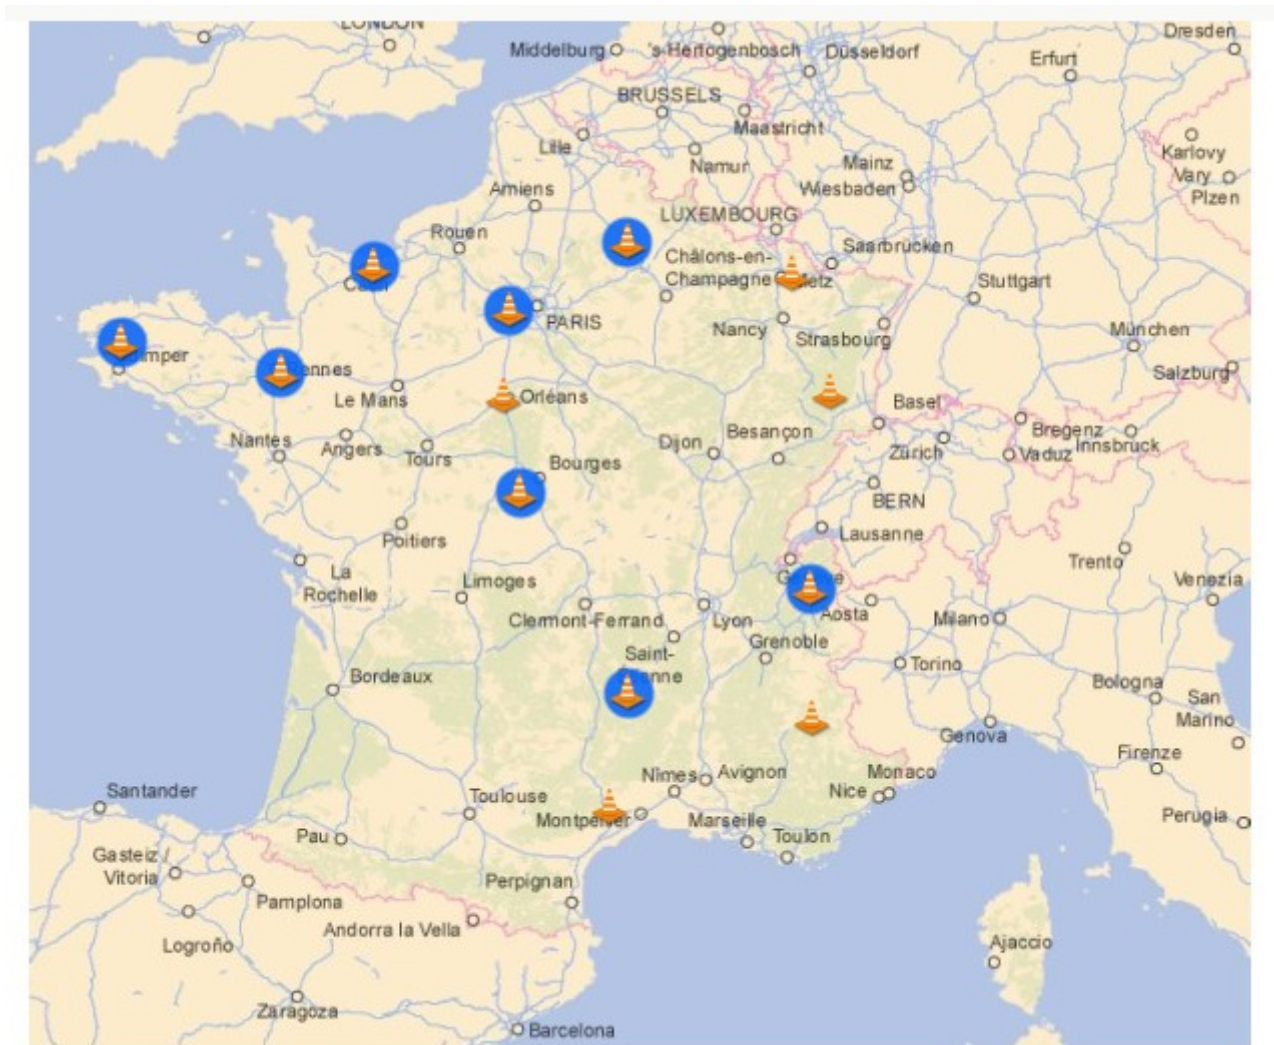 LONDON
Dresden
Middelburg
's-Hertogenbosch
Düsseldorf
Erfurt
BRUSSELS
Maastricht
Lille
Namur
Mainz
Karlovy
Vary
Wiesbaden
Plzen
Amiens
LUXEMBOURG
Rouen
Saarbrücken
Châlons-en-
Champagne
Metz
Stuttgart
PARIS
Nancy
Strasbourg
München
Salzburg
Le Mans
Orléans
Basel
Nantes
Angers
Tours
Dijon
Besançon
Zürich
Bregenz
Innsbruck
Vaduz
Bourges
BERN
Poitiers
Lausanne
Trento
La
Rochelle
Limoges
Venezia
Clermont-Ferrand
Lyon
Aosta
Milano
Grenoble
Saint-
Torino
Bordeaux
Bologna
San
Marino
Genova
Firenze
Santander
Toulouse
Nîmes
Avignon
Monaco
Nice
Montpellier
Marseille
Toulon
Perugia
Pau
Gasteiz /
Vitoria
Perpignan
Pamplona
Andorra la Vella
Logroño
Ajaccio
Zaragoza
Barcelona